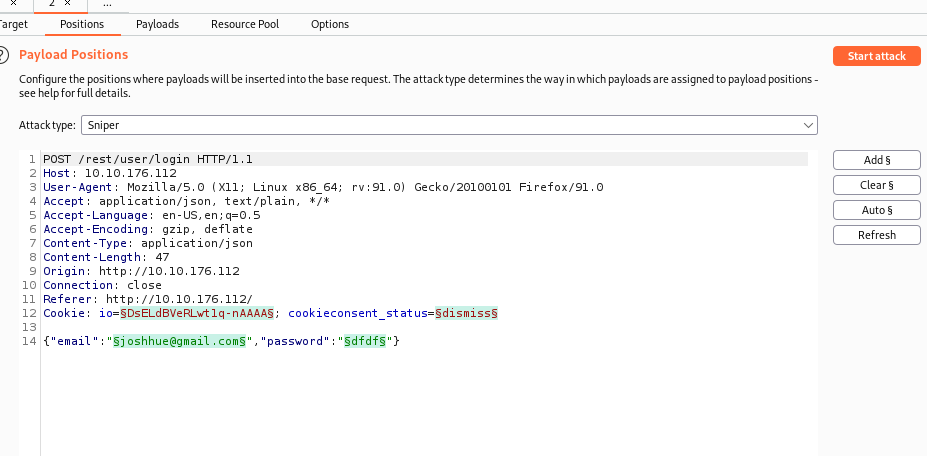 2 ×
...
Target Positions Payloads Resource Pool Options
? Payload Positions
Start attack
Configure the positions where payloads will be inserted into the base request. The attack type determines the way in which payloads are assigned to payload positions -
see help for full details.
Attack type: Sniper
1 POST /rest/user/login HTTP/1.1
2 Host: 10.10.176.112
3 User-Agent: Mozilla/5.0 (X11; Linux x86_64; rv:91.0) Gecko/20100101 Firefox/91.0
4 Accept: application/json, text/plain, */*
5 Accept-Language: en-US,en;q=0.5
6 Accept-Encoding: gzip, deflate
7 Content-Type: application/json
8 Content-Length: 47
9 Origin: http://10.10.176.112
10 Connection: close
11 Referer: http://10.10.176.112/
12 Cookie: io=§DsELdBVeRLwt1q-nAAAA§; cookieconsent_status=§dismiss§
13
14 {"email":"§joshhue@gmail.com§","password":"§dfdf§"}
Add §
Clear §
Auto §
Refresh